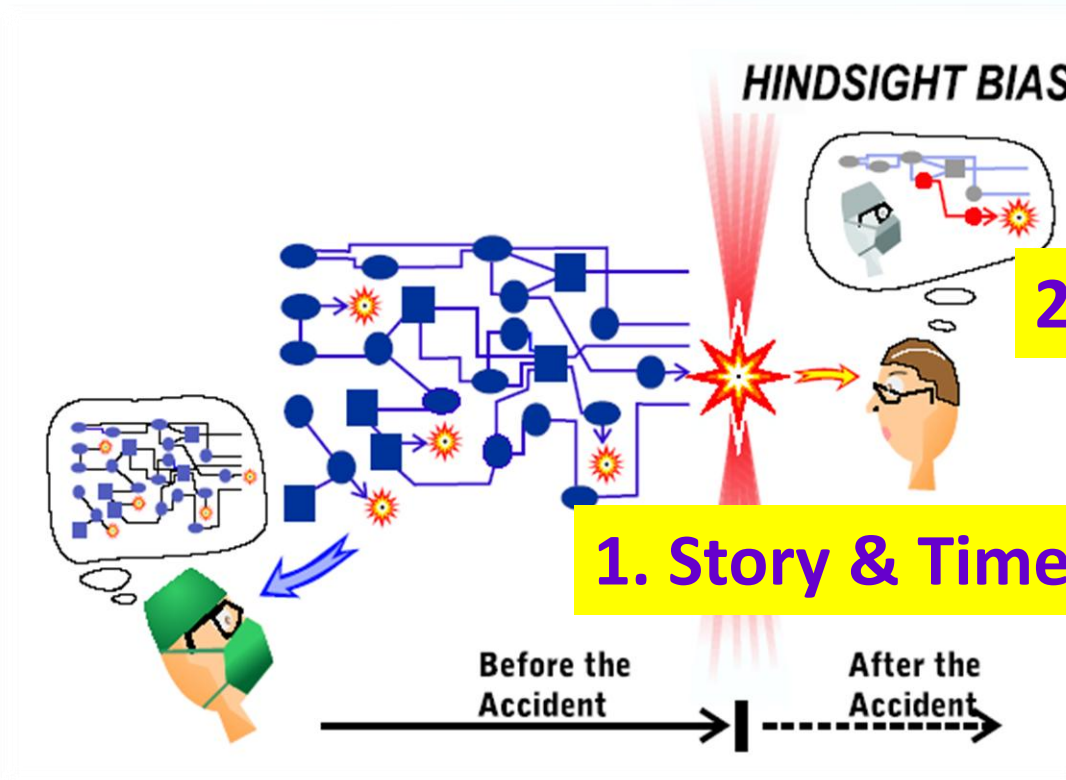 HINDSIGHT BIAS
2
1. Story & Time
Before the
Accident
After the
Accident